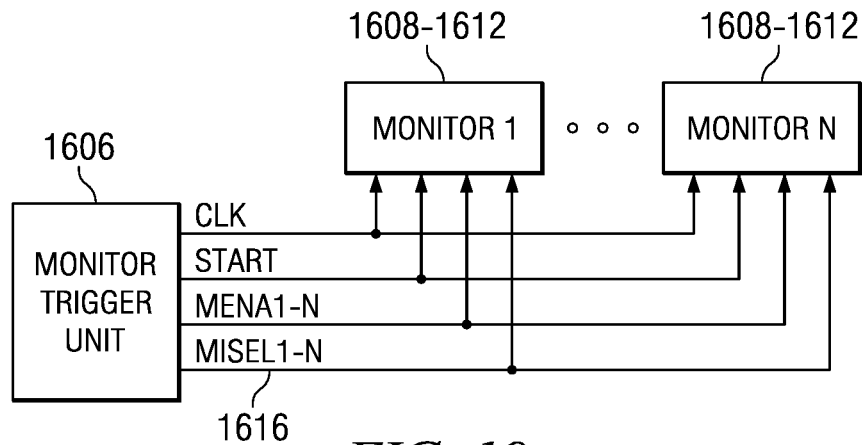 1608-1612
1608-1612
MONITOR 1
MONITOR N
1606
MONITOR
TRIGGER
UNIT
CLK
START
MENA1-N
MISEL1-N
1616